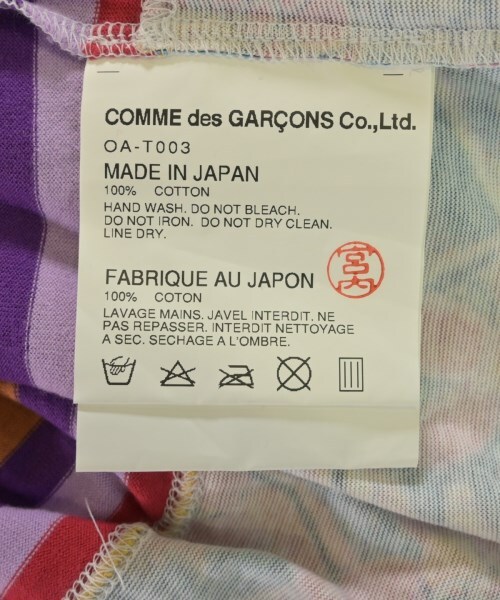 COMME des GARÇONS Co.,Ltd.
OA-T003
MADE IN JAPAN
100% COTTON
HAND WASH. DO NOT BLEACH.
DO NOT IRON. DO NOT DRY CLEAN.
LINE DRY.
FABRIQUE AU JAPON
100% COTON
LAVAGE MAINS. JAVEL INTERDIT. NE
PAS REPASSER. INTERDIT NETTOYAGE
A SEC. SECHAGE A L'OMBRE.
宮内